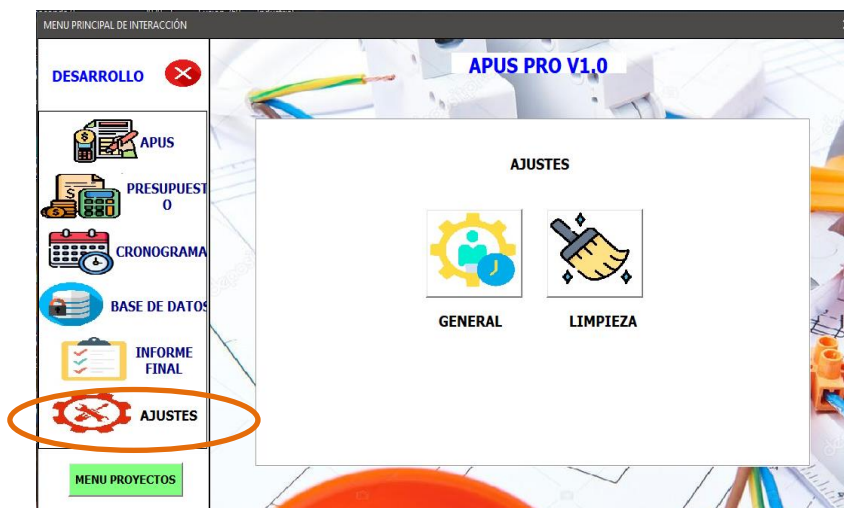 MENU PRINCIPAL DE INTERACCIÓN
DESARROLLO
APUS PRO V1.0
APUS
PRESUPUEST
O
CRONOGRAMA
BASE DE DATOS
INFORME
FINAL
AJUSTES
MENU PROYECTOS
AJUSTES
GENERAL
LIMPIEZA